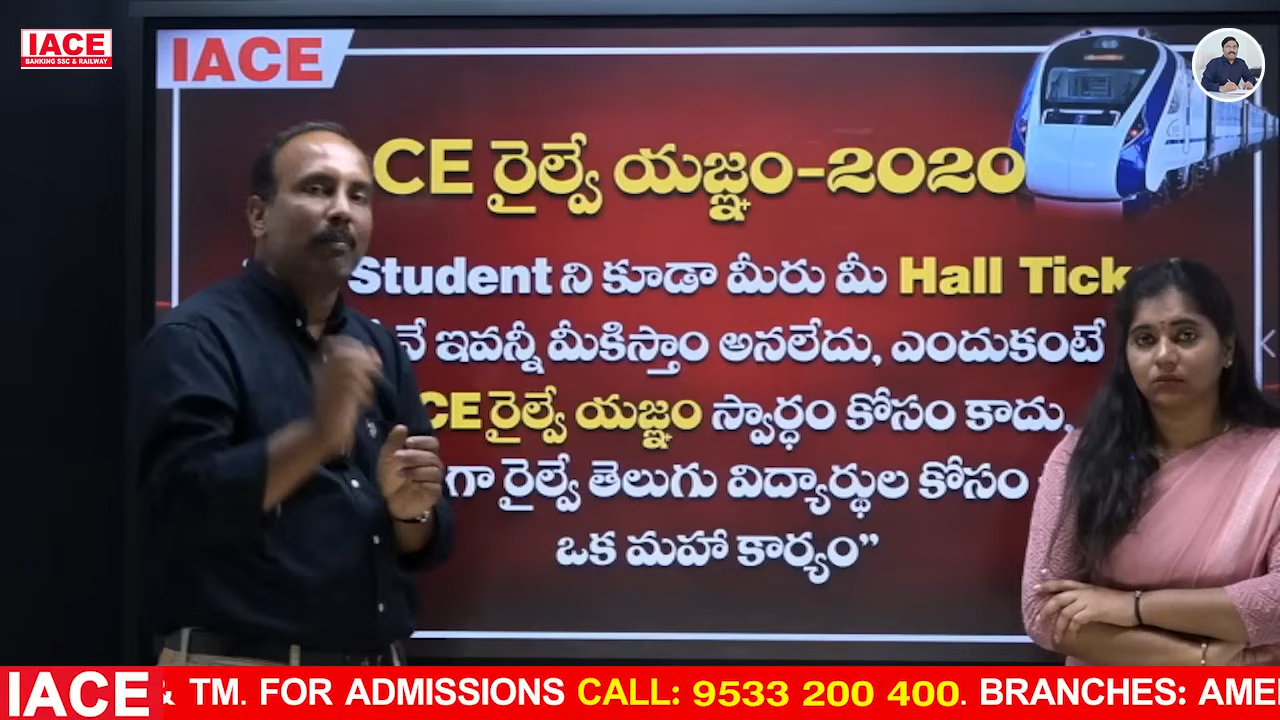 IACE
BANKING SSC & RAILWAY
IACE
CE రైల్వే యజ్ఞం-2020
Student ని కూడా మీరు మీ Hall Tick
నే ఇవన్నీ మీకిస్తాం అనలేదు, ఎందుకంటే
CE రైల్వే యజ్ఞం స్వార్థం కోసం కాదు,
గా రైల్వే తెలుగు విద్యార్థుల కోసం
ఒక మహా కార్యం”
IACE & TM. FOR ADMISSIONS CALL: 9533 200 400. BRANCHES: AME